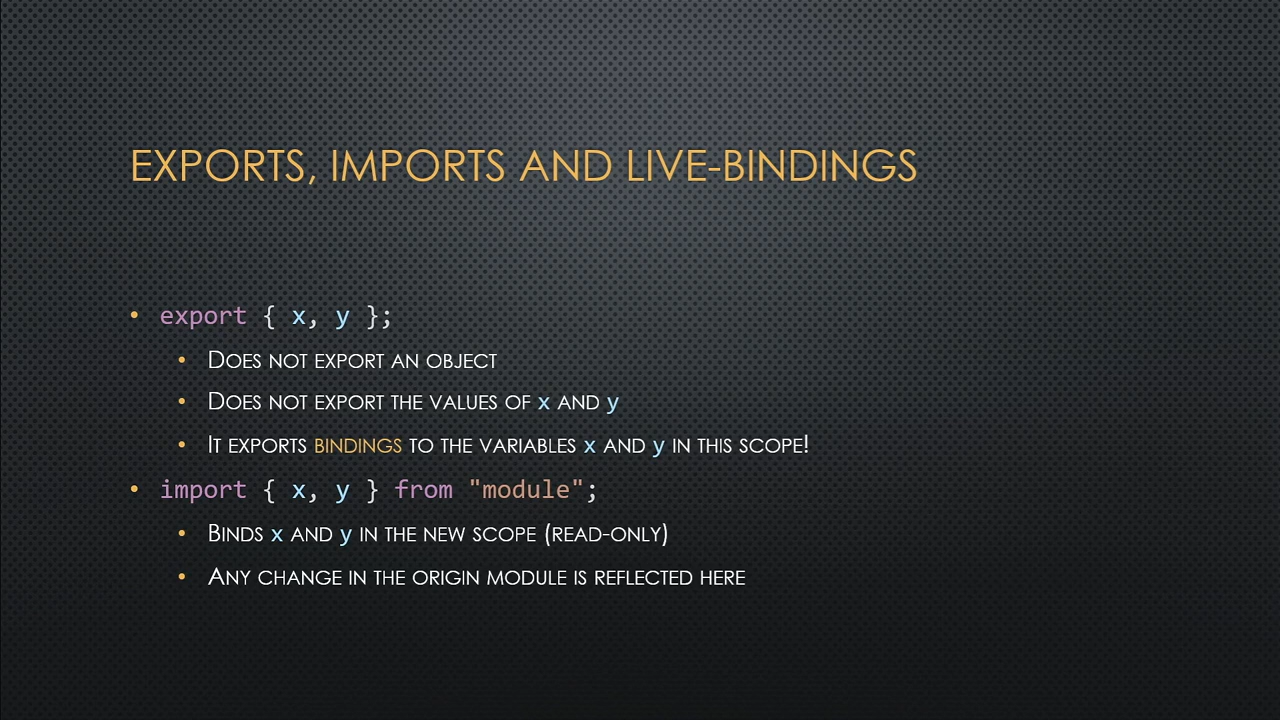 EXPORTS, IMPORTS AND LIVE-BINDINGS
• export { x, y };
• DOES NOT EXPORT AN OBJECT
• DOES NOT EXPORT THE VALUES OF x AND y
• IT EXPORTS BINDINGS TO THE VARIABLES x AND y IN THIS SCOPE!
• import { x, y } from "module";
• BINDS x AND y IN THE NEW SCOPE (READ-ONLY)
• ANY CHANGE IN THE ORIGIN MODULE IS REFLECTED HERE